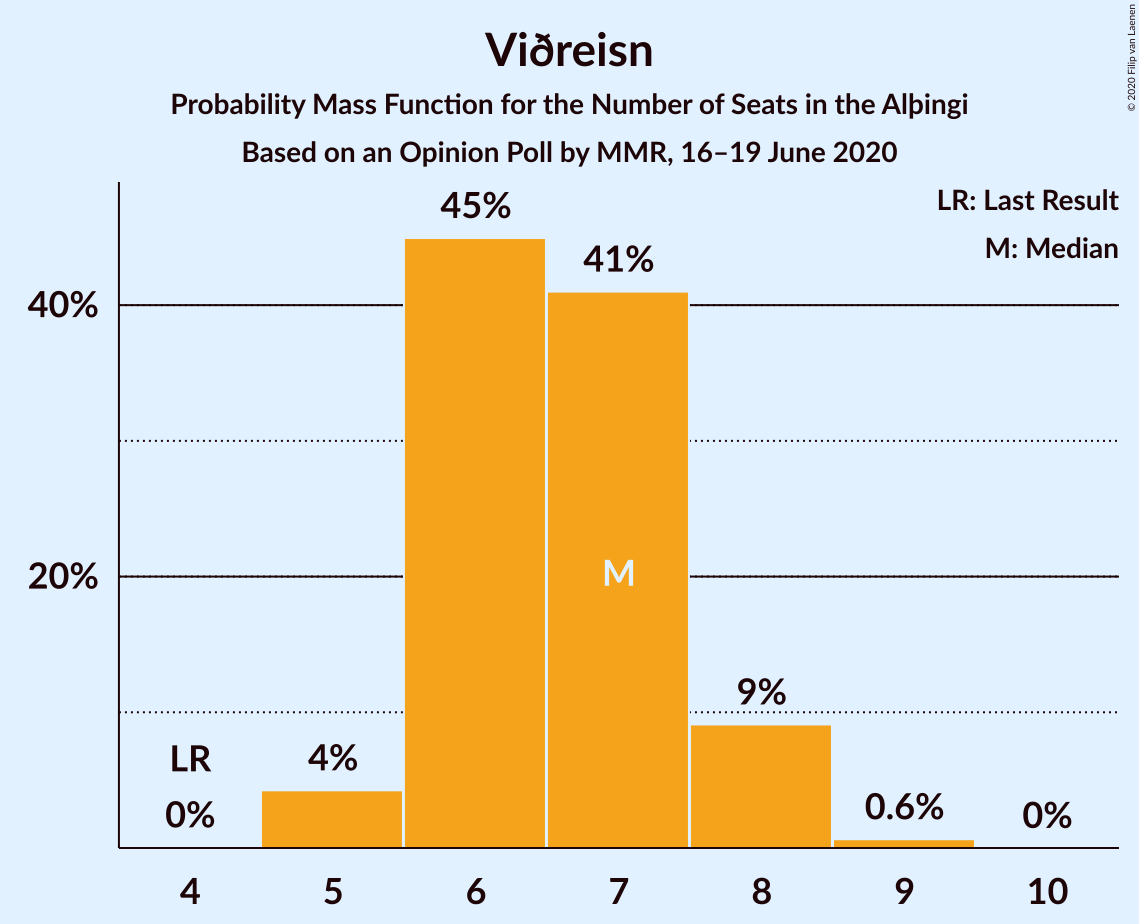 Viðreisn
Probability Mass Function for the Number of Seats in the Alþingi
Based on an Opinion Poll by MMR, 16–19 June 2020
© 2020 Filip van Laenen
LR: Last Result
M: Median
45%
41%
40%
M
20%
9%
LR
4%
0%
0.6%
0%
4 5 6 7 8 9 10